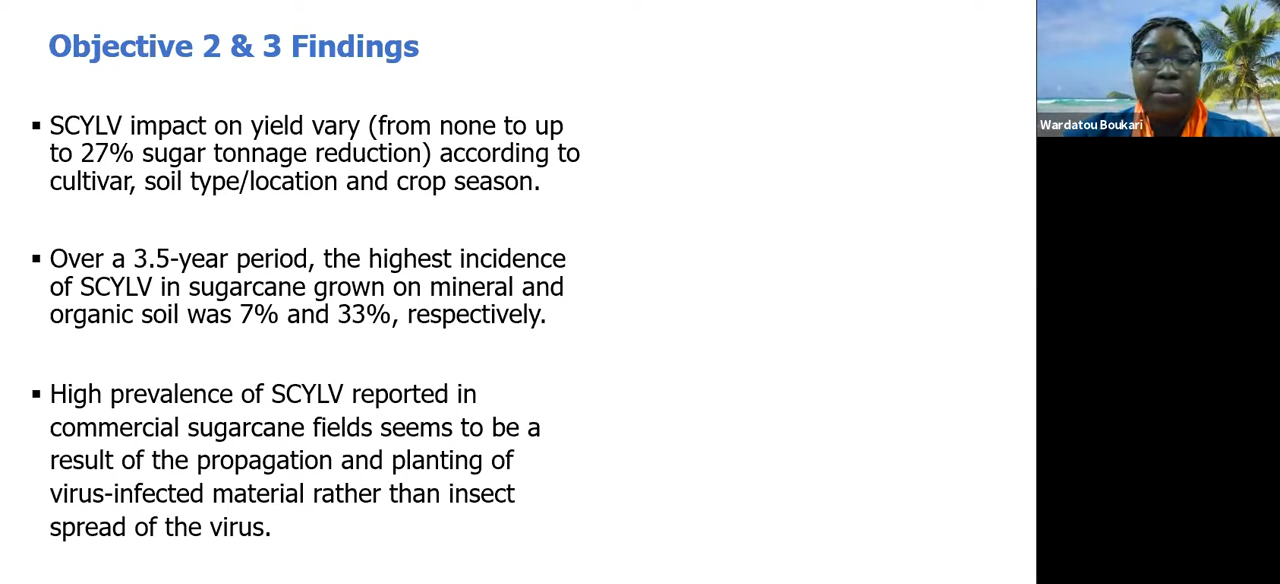 Objective 2 & 3 Findings
▪ SCYLV impact on yield vary (from none to up
to 27% sugar tonnage reduction) according to
cultivar, soil type/location and crop season.
▪ Over a 3.5-year period, the highest incidence
of SCYLV in sugarcane grown on mineral and
organic soil was 7% and 33%, respectively.
▪ High prevalence of SCYLV reported in
commercial sugarcane fields seems to be a
result of the propagation and planting of
virus-infected material rather than insect
spread of the virus.
Wardatou Boukari